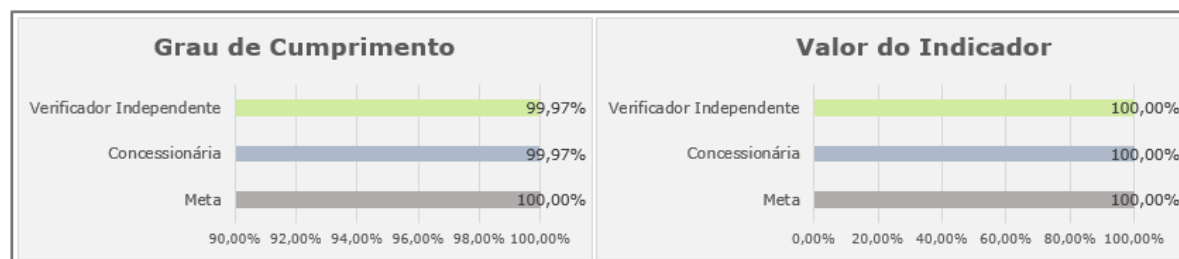 Grau de Cumprimento
Verificador Independente
99,97%
Concessionária
99,97%
Meta
100,00%
90,00% 92,00% 94,00% 96,00% 98,00% 100,00%
Valor do Indicador
Verificador Independente
100,00%
Concessionária
100,00%
Meta
100,00%
0,00% 20,00% 40,00% 60,00% 80,00% 100,00%